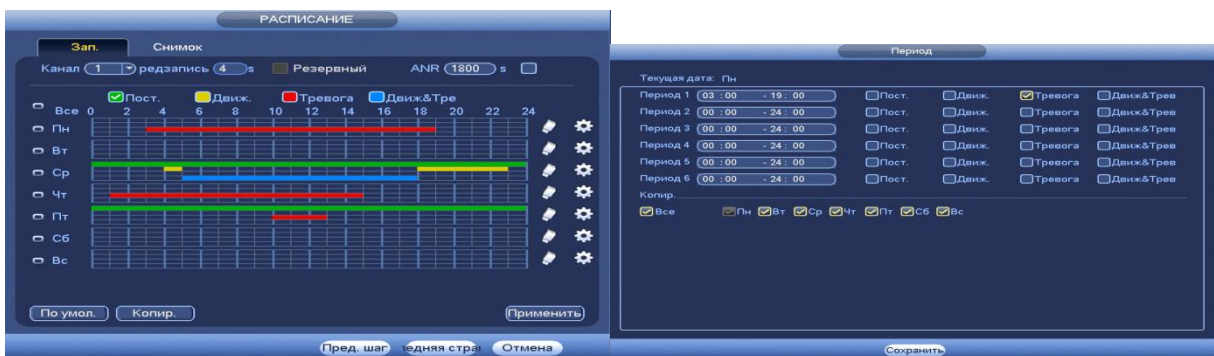 РАСПИСАНИЕ
Зап. Снимок
Канал 1 редзапись 4 s Резервный ANR 1800 s
Пост. Движ. Тревога Движ&Тре
Все 0 2 4 6 8 10 12 14 16 18 20 22 24
Пн
Вт
Ср
Чт
Пт
Сб
Вс
По умол. Копир. Применить
Пред. шаг едняя стра Отмена
Период
Текущая дата: Пн
Период 1 03 :00 - 19 : 00 Пост. Движ. Тревога Движ&Трев
Период 2 00 :00 - 24 : 00 Пост. Движ. Тревога Движ&Трев
Период 3 00 :00 - 24 : 00 Пост. Движ. Тревога Движ&Трев
Период 4 00 :00 - 24 : 00 Пост. Движ. Тревога Движ&Трев
Период 5 00 :00 - 24 : 00 Пост. Движ. Тревога Движ&Трев
Период 6 00 :00 - 24 : 00 Пост. Движ. Тревога Движ&Трев
Копир.
Все Пн Вт Ср Чт Пт Сб Вс
Сохранить